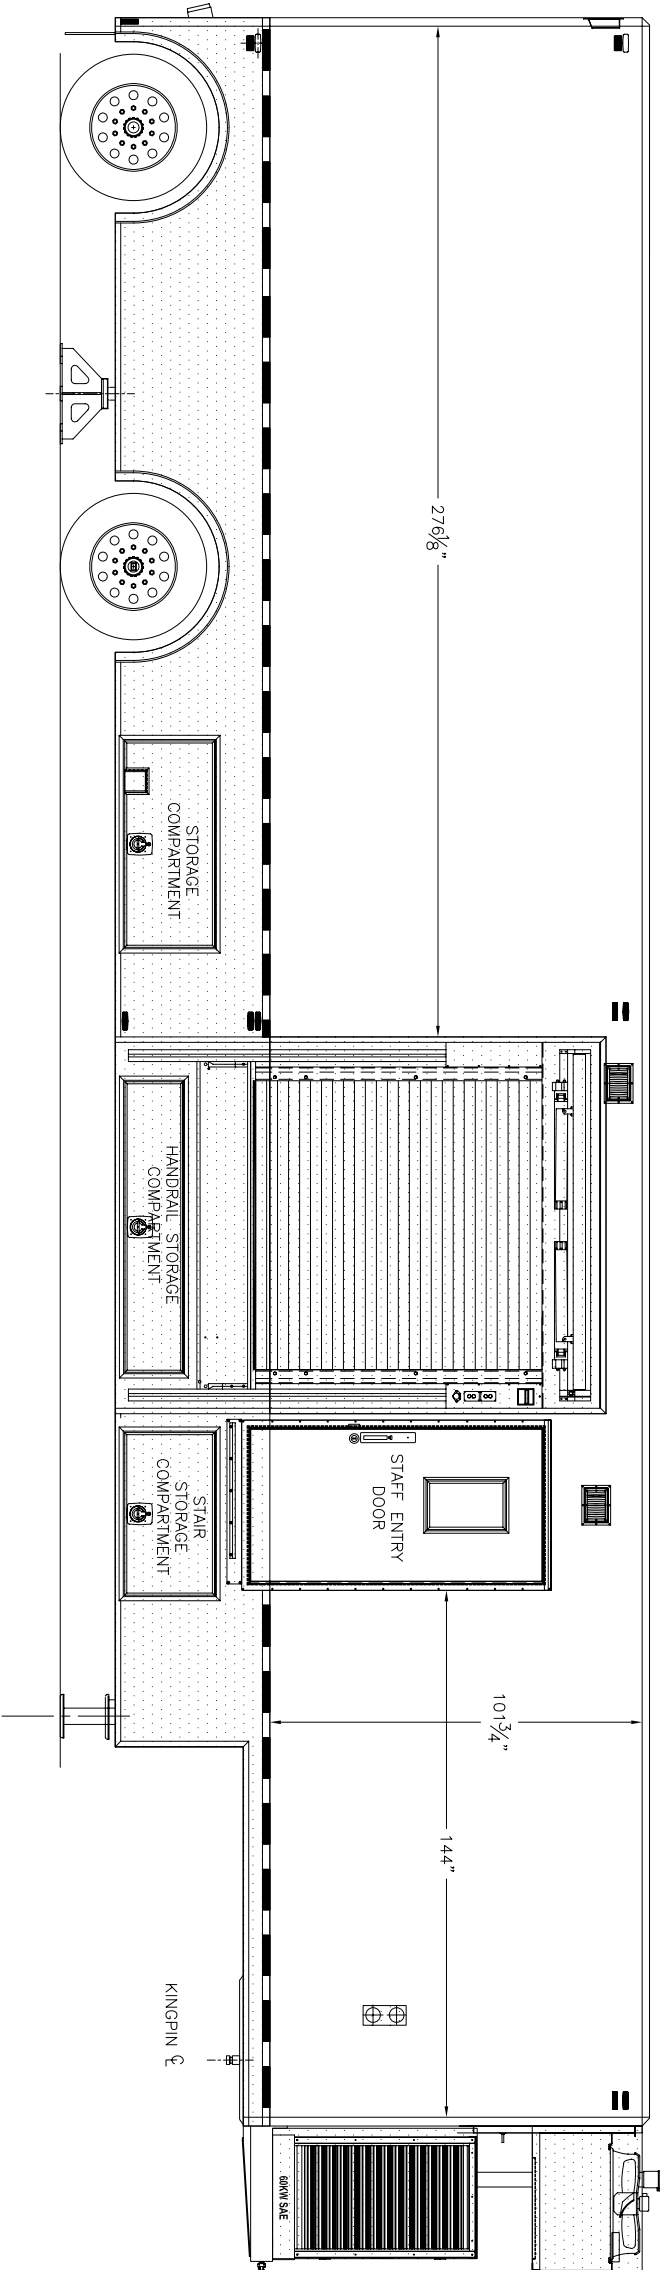 276⅛"
STORAGE
COMPARTMENT
HANDRAIL STORAGE
COMPARTMENT
STAIR
STORAGE
COMPARTMENT
STAFF ENTRY
DOOR
101¾"
144"
KINGPIN ℄
60KW SAE